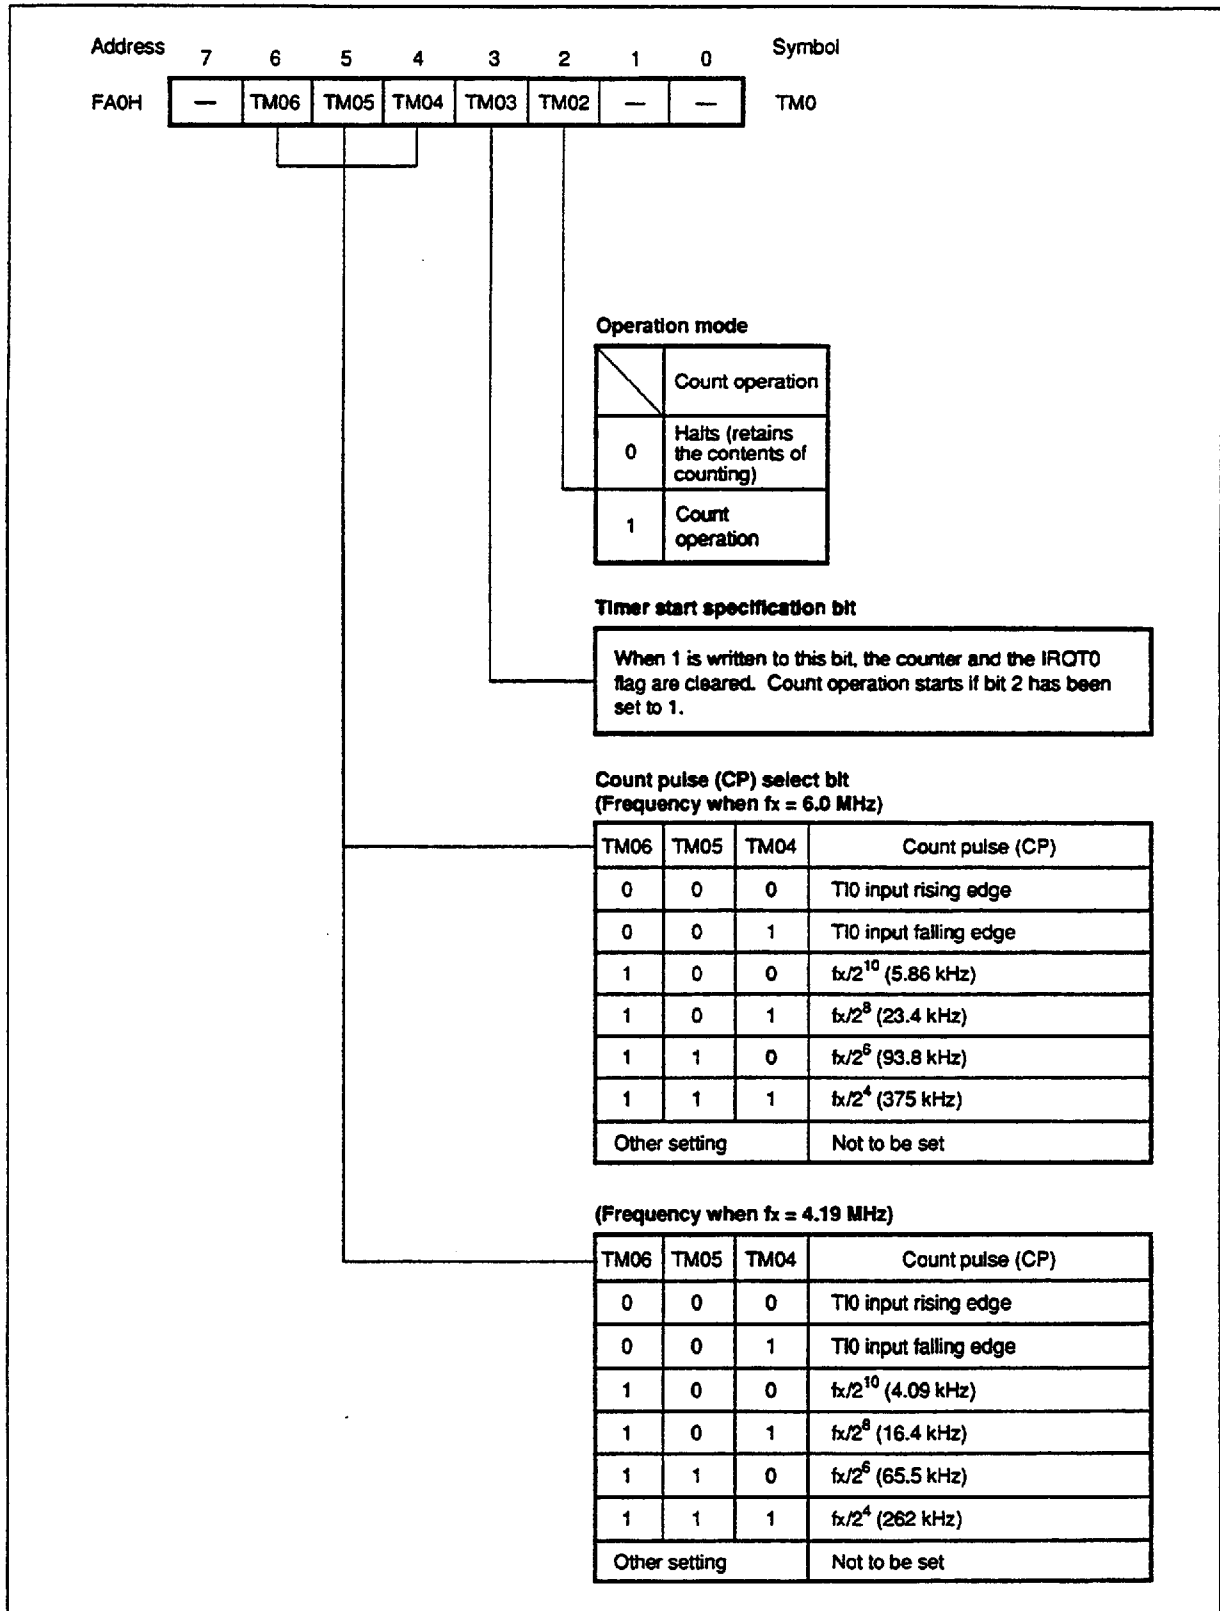 Address 7 6 5 4 3 2 1 0 Symbol
FA0H — TM06 TM05 TM04 TM03 TM02 — — TM0
Operation mode
Count operation
0 Halts (retains the contents of counting)
1 Count operation
Timer start specification bit
When 1 is written to this bit, the counter and the IRQT0
flag are cleared. Count operation starts if bit 2 has been
set to 1.
Count pulse (CP) select bit
(Frequency when fx = 6.0 MHz)
TM06 TM05 TM04 Count pulse (CP)
0 0 0 TI0 input rising edge
0 0 1 TI0 input falling edge
1 0 0 fx/2^10 (5.86 kHz)
1 0 1 fx/2^8 (23.4 kHz)
1 1 0 fx/2^6 (93.8 kHz)
1 1 1 fx/2^4 (375 kHz)
Other setting Not to be set
(Frequency when fx = 4.19 MHz)
TM06 TM05 TM04 Count pulse (CP)
0 0 0 TI0 input rising edge
0 0 1 TI0 input falling edge
1 0 0 fx/2^10 (4.09 kHz)
1 0 1 fx/2^8 (16.4 kHz)
1 1 0 fx/2^6 (65.5 kHz)
1 1 1 fx/2^4 (262 kHz)
Other setting Not to be set